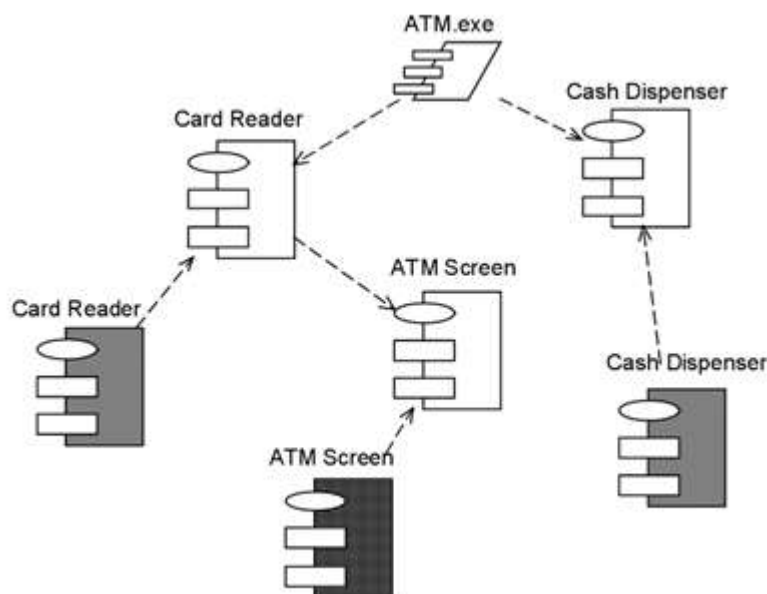 ATM.exe
Cash Dispenser
Card Reader
ATM Screen
Card Reader
Cash Dispenser
ATM Screen